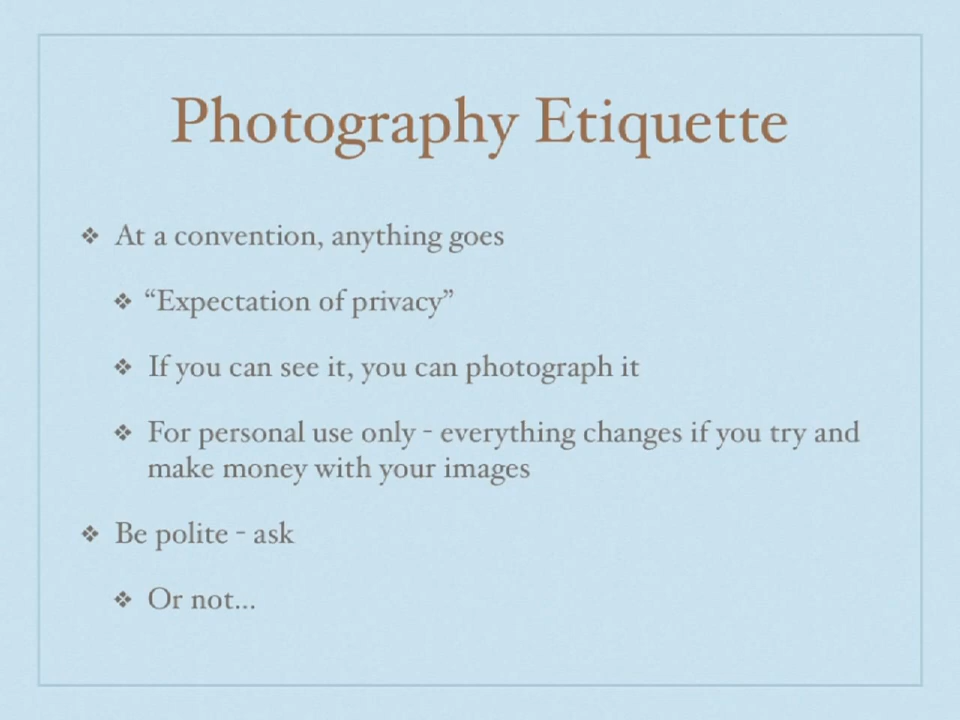 Photography Etiquette
At a convention, anything goes
“Expectation of privacy”
If you can see it, you can photograph it
For personal use only - everything changes if you try and
make money with your images
Be polite - ask
Or not...